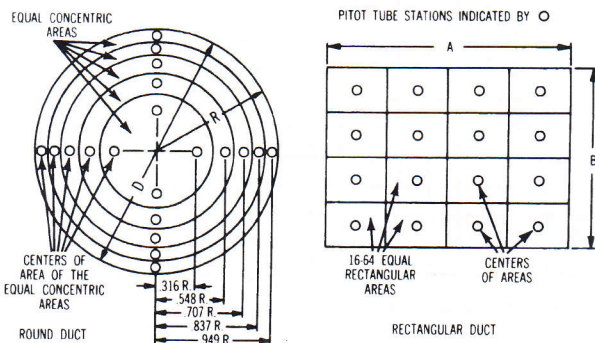 EQUAL CONCENTRIC
AREAS
R
D
CENTERS OF
AREA OF THE
EQUAL CONCENTRIC
AREAS
.316 R.
.548 R.
.707 R.
.837 R.
.949 R
ROUND DUCT
PITOT TUBE STATIONS INDICATED BY O
A
B
16-64 EQUAL
RECTANGULAR
AREAS
CENTERS
OF AREAS
RECTANGULAR DUCT